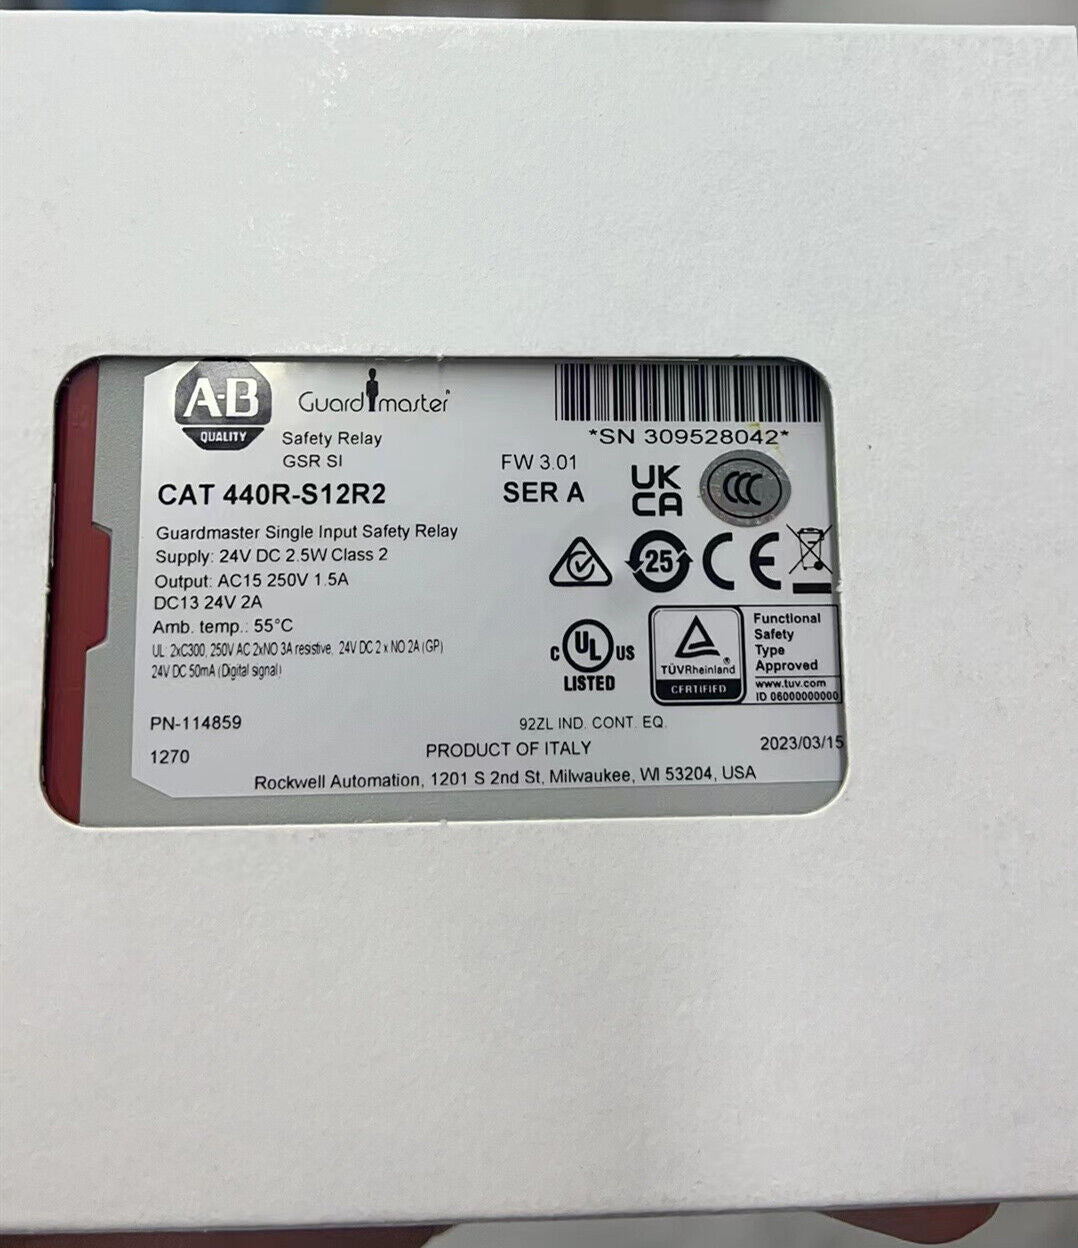 A-B
QUALITY
Guardmaster
Safety Relay
GSR SI
*SN 309528042*
CAT 440R-S12R2
FW 3.01
SER A
UK
CA
CCC
Guardmaster Single Input Safety Relay
Supply: 24V DC 2.5W Class 2
Output: AC15 250V 1.5A
DC13 24V 2A
Amb. temp.: 55°C
UL: 2xC300, 250V AC 2xNO 3A resistive, 24V DC 2 x NO 2A (GP)
24V DC 50mA (Digital signal)
25
CE
C UL US
LISTED
TÜVRheinland®
CERTIFIED
Functional
Safety
Type
Approved
www.tuv.com
ID 06000000000
PN-114859
92ZL IND. CONT. EQ.
1270
PRODUCT OF ITALY
2023/03/15
Rockwell Automation, 1201 S 2nd St, Milwaukee, WI 53204, USA